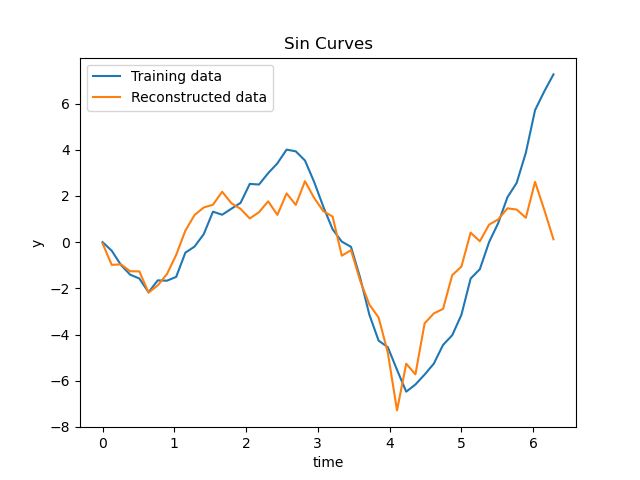 Sin Curves
Training data
Reconstructed data
6
4
2
0
−2
−4
−6
−8
y
0 1 2 3 4 5 6
time